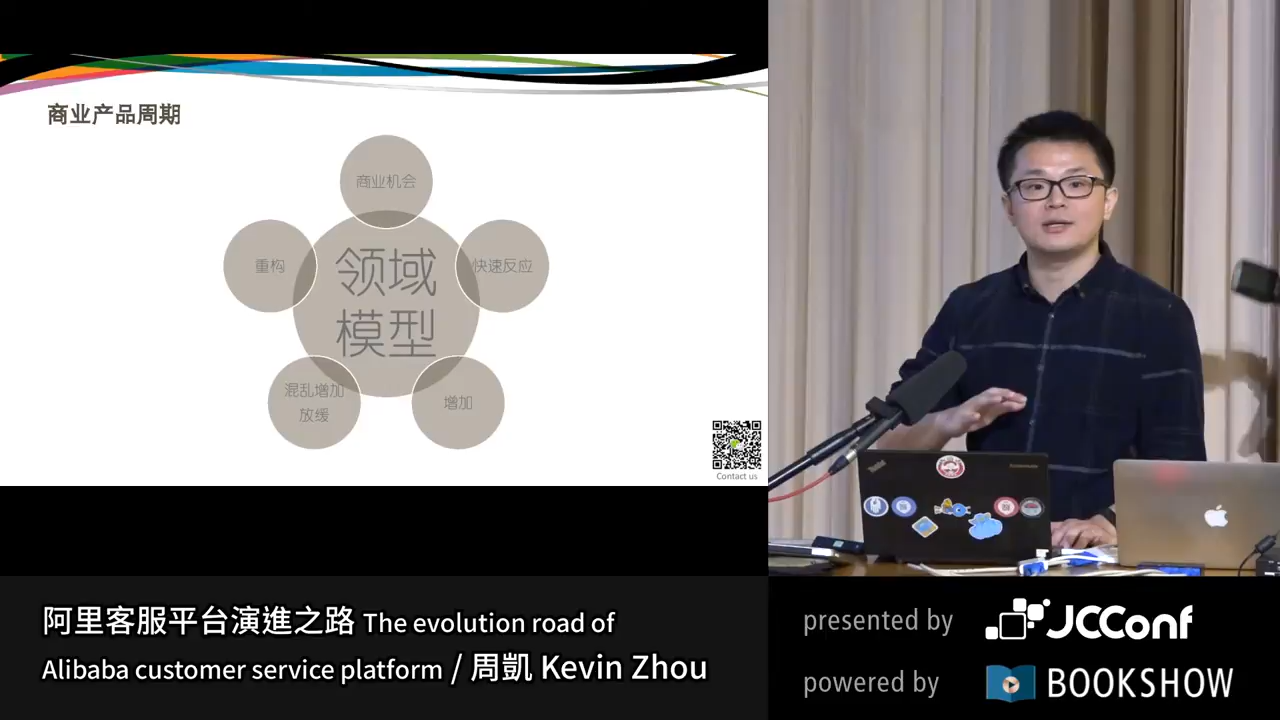 商业产品周期
商业机会
重构
领域
模型
快速反应
混乱增加
放缓
增加
Contact us
阿里客服平台演進之路 The evolution road of
Alibaba customer service platform / 周凱 Kevin Zhou
presented by JCConf
powered by BOOKSHOW